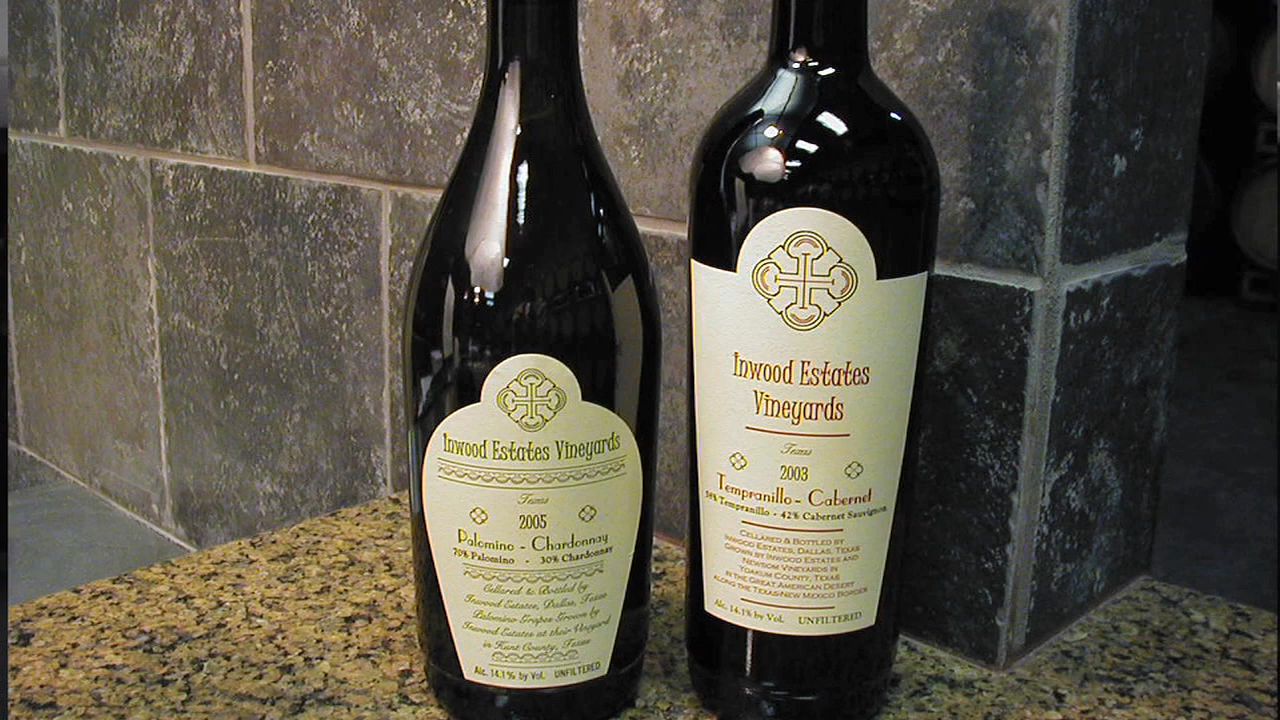 Inwood Estates Vineyards
Texas
2005
Palomino - Chardonnay
70% Palomino - 30% Chardonnay
Cellared & Bottled by
Inwood Estates, Dallas, Texas
Palomino Grapes Grown by
Inwood Estates at their Vineyard
in Hunt County, Texas
Alc. 14.1% by Vol. UNFILTERED
Inwood Estates
Vineyards
Texas
2003
Tempranillo - Cabernet
58% Tempranillo - 42% Cabernet Sauvignon
CELLARED & BOTTLED BY
INWOOD ESTATES, DALLAS, TEXAS
GROWN BY INWOOD ESTATES AND
NEWSOM VINEYARDS IN
YOAKUM COUNTY, TEXAS
IN THE GREAT AMERICAN DESERT
ALONG THE TEXAS/NEW MEXICO BORDER
Alc. 14.1% by Vol. UNFILTERED